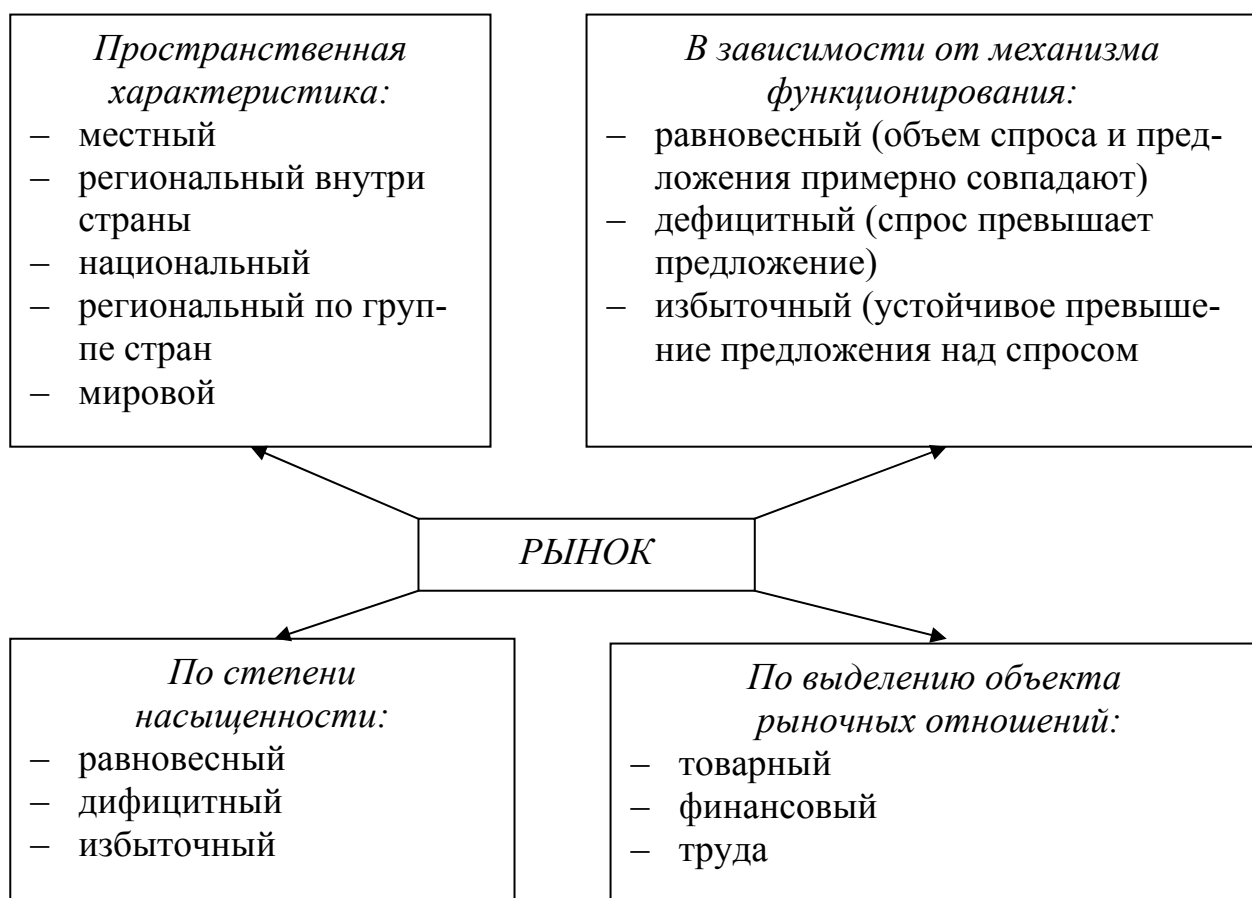 Пространственная
характеристика:
– местный
– региональный внутри
страны
– национальный
– региональный по груп-
пе стран
– мировой
В зависимости от механизма
функционирования:
– равновесный (объем спроса и пред-
ложения примерно совпадают)
– дефицитный (спрос превышает
предложение)
– избыточный (устойчивое превыше-
ние предложения над спросом
РЫНОК
По степени
насыщенности:
– равновесный
– дифицитный
– избыточный
По выделению объекта
рыночных отношений:
– товарный
– финансовый
– труда